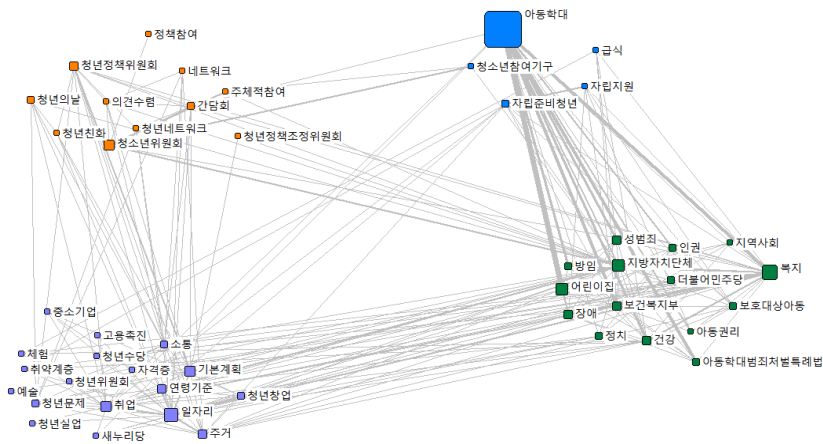 아동학대
정책참여
급식
청년정책위원회
네트워크
청소년참여기구
자립지원
주체적참여
청년의날
의견수렴
간담회
자립준비청년
청년친화
청년네트워크
청년정책조정위원회
청소년위원회
성범죄
인권
지역사회
방임
지방자치단체
복지
더불어민주당
어린이집
보건복지부
보호대상아동
장애
중소기업
아동권리
정치
건강
고용촉진
소통
체험
청년수당
아동학대범죄처벌특례법
취약계층
자격증
기본계획
청년위원회
연령기준
예술
청년창업
청년문제
취업
일자리
청년실업
새누리당
주거